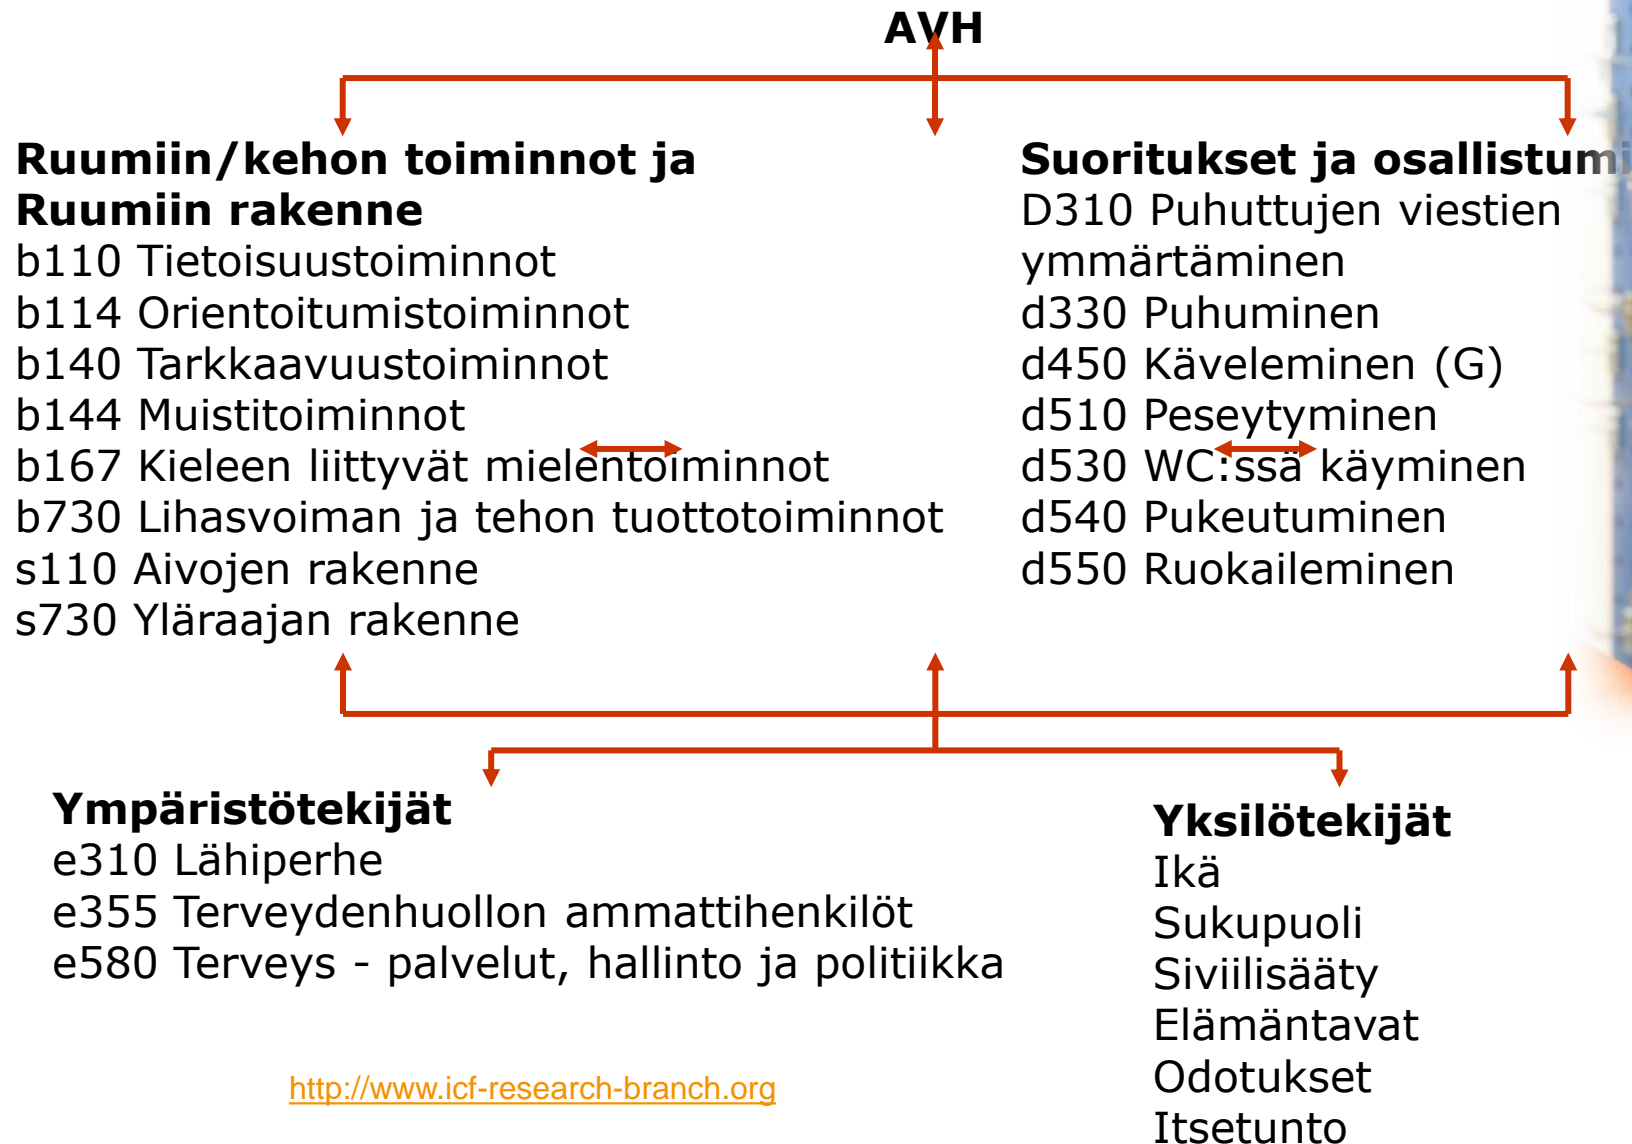 AVH
Ruumiin/kehon toiminnot ja
Ruumiin rakenne
b110 Tietoisuustoiminnot
b114 Orientoitumistoiminnot
b140 Tarkkaavuustoiminnot
b144 Muistitoiminnot
b167 Kieleen liittyvät mielentoiminnot
b730 Lihasvoiman ja tehon tuottotoiminnot
s110 Aivojen rakenne
s730 Yläraajan rakenne
Suoritukset ja osallistumi
D310 Puhuttujen viestien
ymmärtäminen
d330 Puhuminen
d450 Käveleminen (G)
d510 Peseytyminen
d530 WC:ssä käyminen
d540 Pukeutuminen
d550 Ruokaileminen
Ympäristötekijät
e310 Lähiperhe
e355 Terveydenhuollon ammattihenkilöt
e580 Terveys - palvelut, hallinto ja politiikka
Yksilötekijät
Ikä
Sukupuoli
Siviilisääty
Elämäntavat
Odotukset
Itsetunto
http://www.icf-research-branch.org